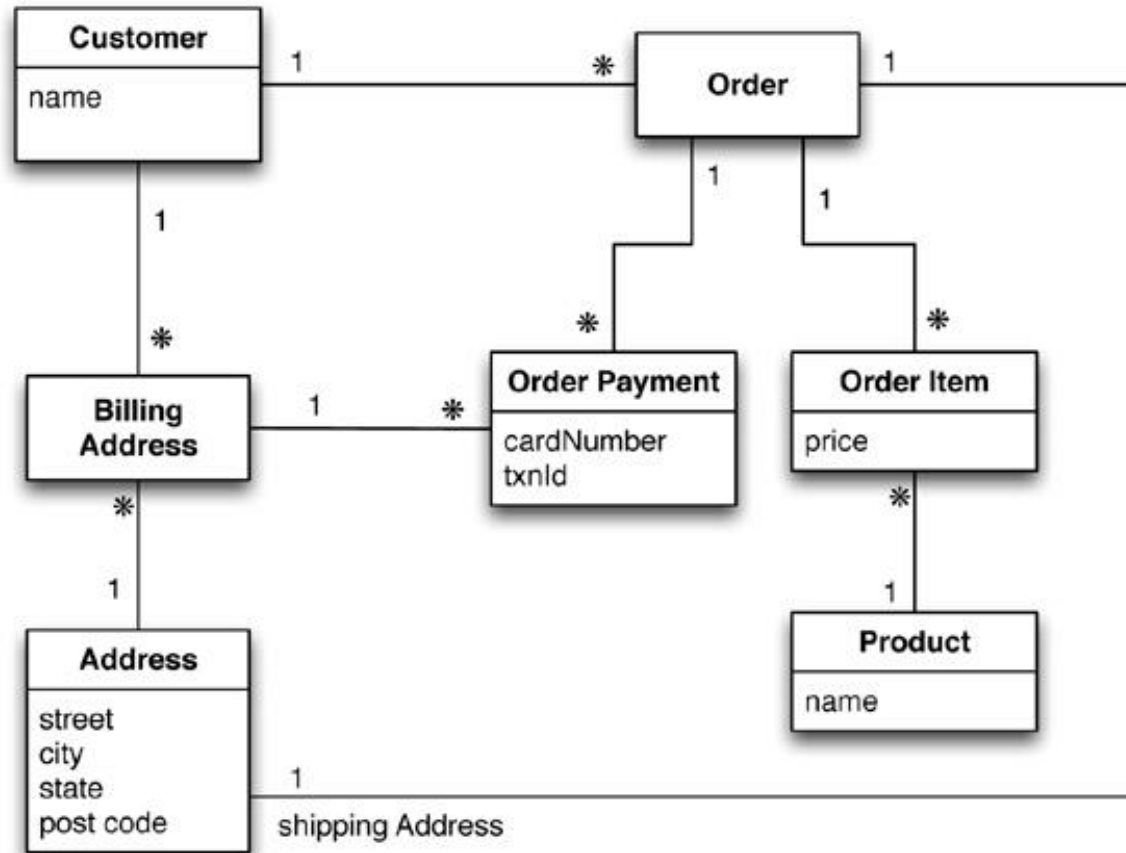 Customer
name
1
*
Order
1
1
1
1
*
*
*
Billing
Address
1
*
Order Payment
cardNumber
txnId
Order Item
price
*
1
*
1
Address
street
city
state
post code
Product
name
1
shipping Address